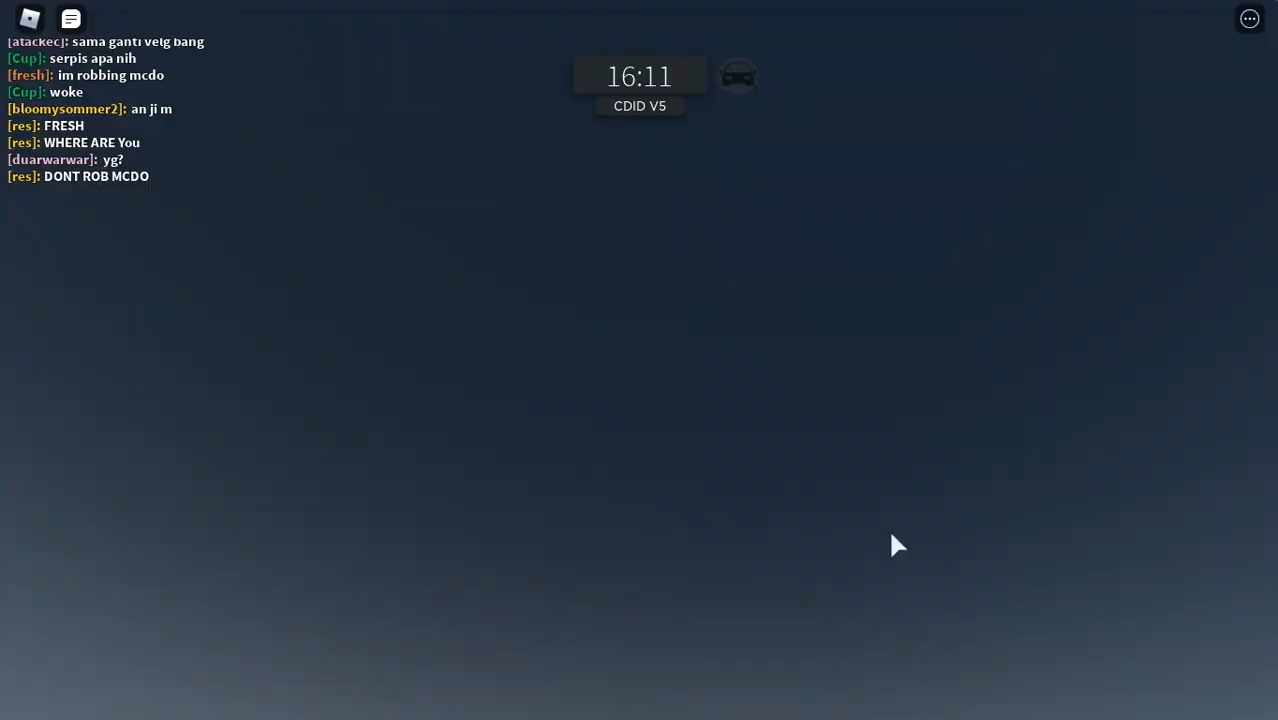 [atackec]: sama ganti velg bang
[Cup]: serpis apa nih
[fresh]: im robbing mcdo
[Cup]: woke
[bloomysommer2]: an ji m
[res]: FRESH
[res]: WHERE ARE You
[duarwarwar]: yg?
[res]: DONT ROB MCDO
16:11
CDID V5